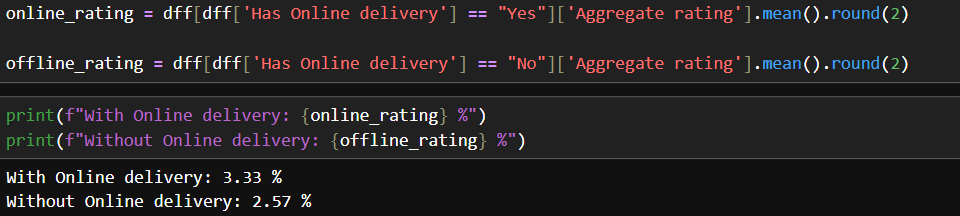 online_rating = dff[dff['Has Online delivery'] == "Yes"]['Aggregate rating'].mean().round(2)
offline_rating = dff[dff['Has Online delivery'] == "No"]['Aggregate rating'].mean().round(2)
print(f"With Online delivery: {online_rating} %")
print(f"Without Online delivery: {offline_rating} %")
With Online delivery: 3.33 %
Without Online delivery: 2.57 %